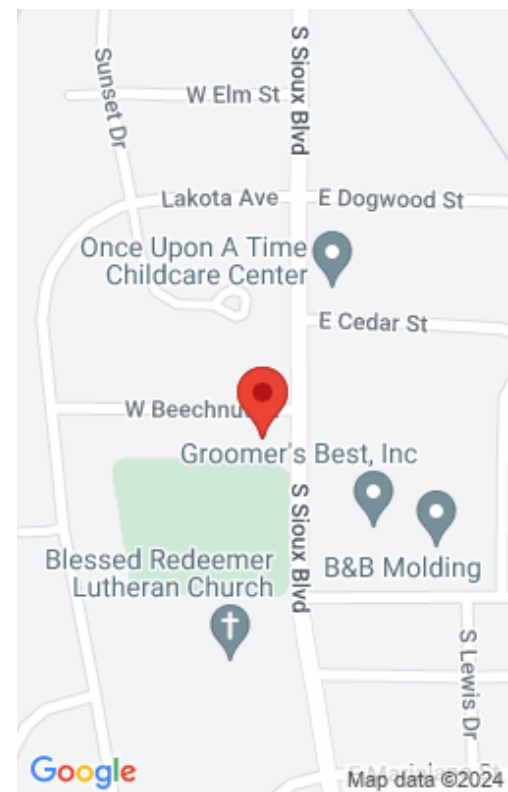 S Sioux Blvd
Sunset Dr
W Elm St
Lakota Ave
E Dogwood St
Once Upon A Time
Childcare Center
E Cedar St
W
Groomer's Best, Inc
S Sioux Blvd
Blessed Redeemer
Lutheran Church
B&B Molding
S Lewis Dr
Google
Map data ©2024